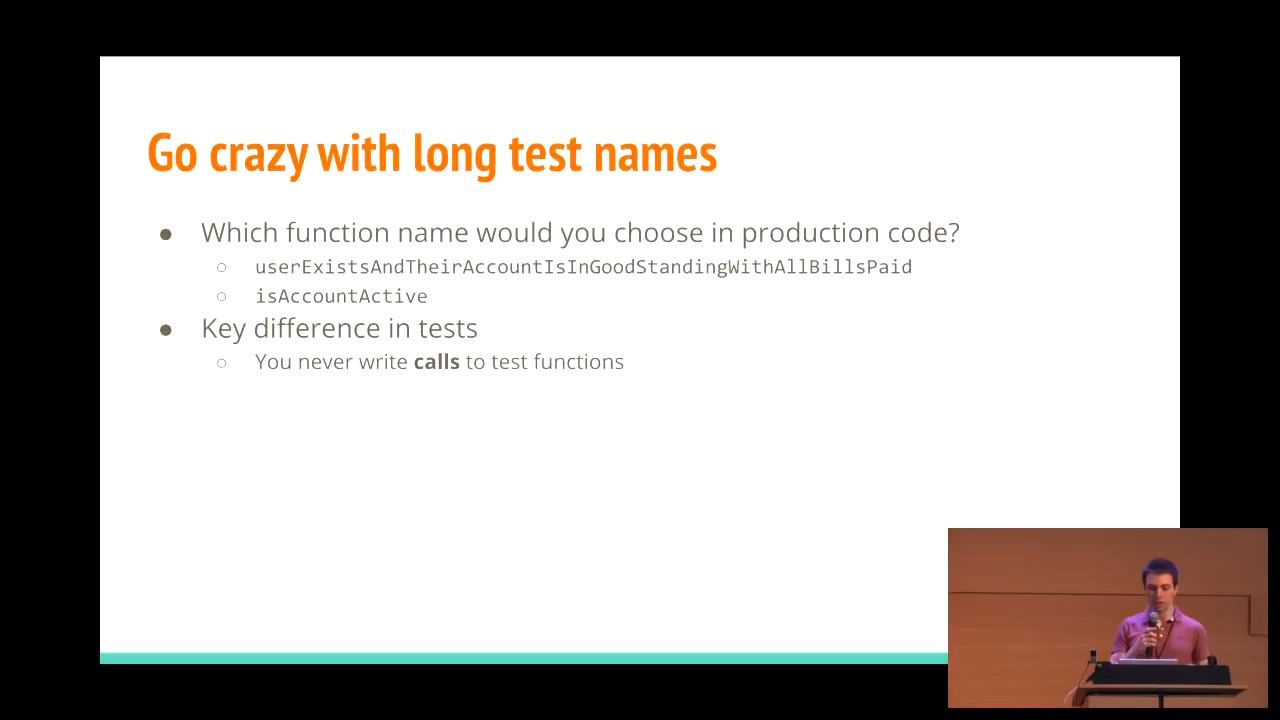 Go crazy with long test names
● Which function name would you choose in production code?
○ userExistsAndTheirAccountIsInGoodStandingWithAllBillsPaid
○ isAccountActive
● Key difference in tests
○ You never write calls to test functions